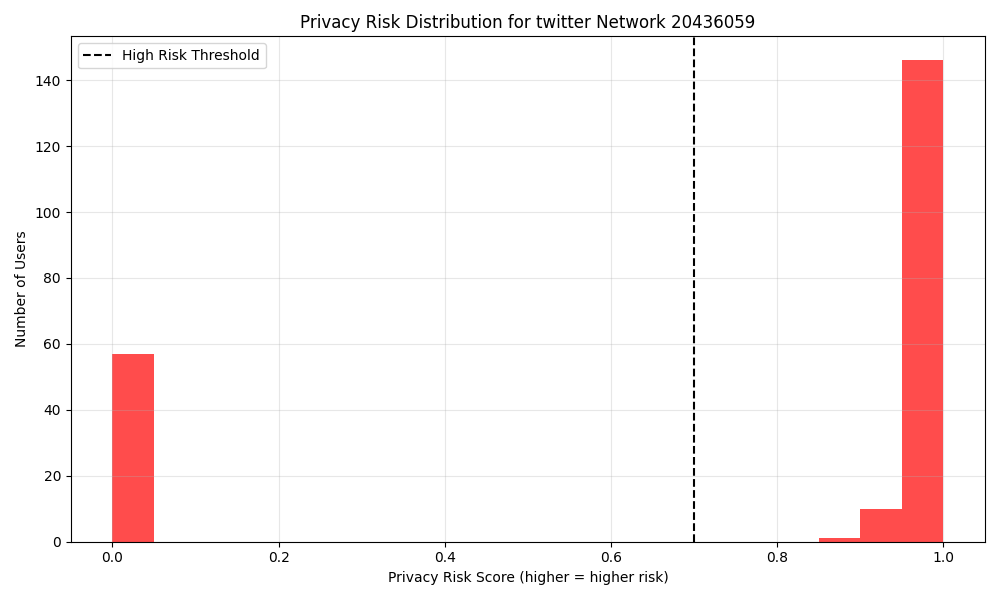 Privacy Risk Distribution for twitter Network 20436059
High Risk Threshold
140
120
100
80
60
40
20
0
Number of Users
0.0 0.2 0.4 0.6 0.8 1.0
Privacy Risk Score (higher = higher risk)